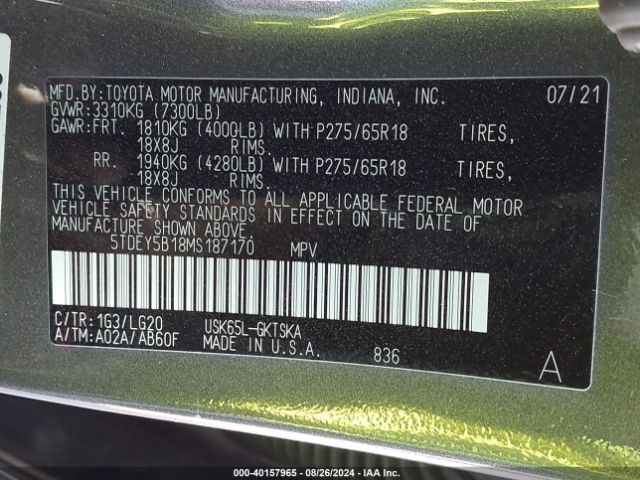 MFD.BY:TOYOTA MOTOR MANUFACTURING, INDIANA, INC. 07/21
GVWR:3310KG (7300LB)
GAWR:FRT. 1810KG (4000LB) WITH P275/65R18 TIRES,
18X8J RIMS.
RR. 1940KG (4280LB) WITH P275/65R18 TIRES,
18X8J RIMS.
THIS VEHICLE CONFORMS TO ALL APPLICABLE FEDERAL MOTOR
VEHICLE SAFETY STANDARDS IN EFFECT ON THE DATE OF
MANUFACTURE SHOWN ABOVE.
5TDEY5B18MS187170 MPV
C/TR:1G3/LG20 USK65L-GKTSKA
A/TM:A02A/AB60F MADE IN U.S.A. 836 A
000-40157965 - 08/26/2024 - IAA Inc.